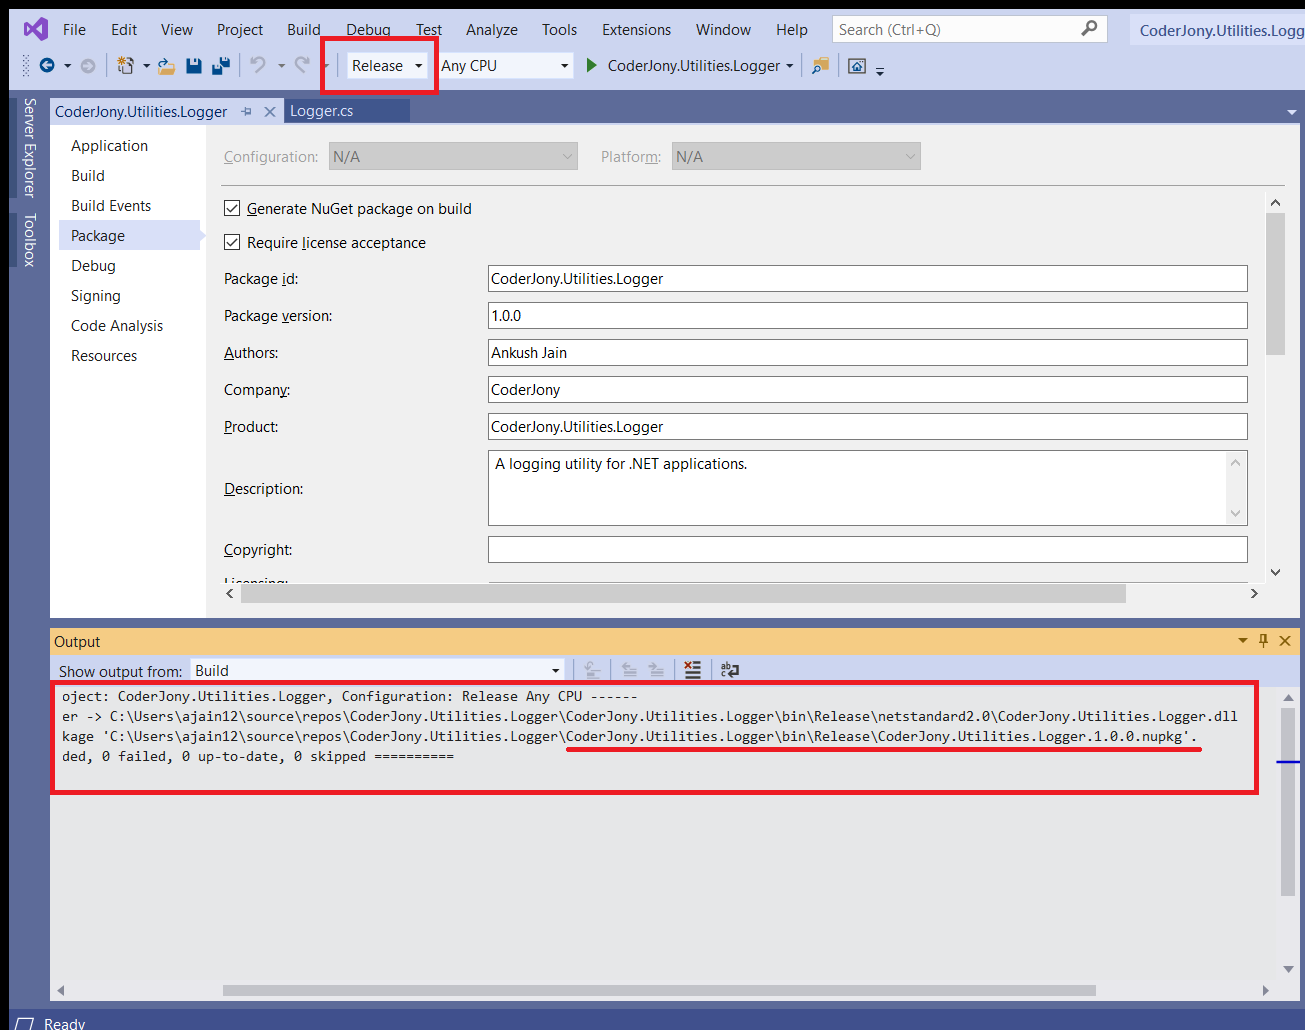 File Edit View Project Build Debug Test Analyze Tools Extensions Window Help Search (Ctrl+Q) CoderJony.Utilities.Logg
Release Any CPU CoderJony.Utilities.Logger
Server Explorer
Toolbox
CoderJony.Utilities.Logger Logger.cs
Application
Build
Build Events
Package
Debug
Signing
Code Analysis
Resources
Configuration: N/A Platform: N/A
Generate NuGet package on build
Require license acceptance
Package id: CoderJony.Utilities.Logger
Package version: 1.0.0
Authors: Ankush Jain
Company: CoderJony
Product: CoderJony.Utilities.Logger
Description: A logging utility for .NET applications.
Copyright:
Licensing:
Output
Show output from: Build
oject: CoderJony.Utilities.Logger, Configuration: Release Any CPU ------
er -> C:\Users\ajain12\source\repos\CoderJony.Utilities.Logger\CoderJony.Utilities.Logger\bin\Release\netstandard2.0\CoderJony.Utilities.Logger.dll
kage 'C:\Users\ajain12\source\repos\CoderJony.Utilities.Logger\CoderJony.Utilities.Logger\bin\Release\CoderJony.Utilities.Logger.1.0.0.nupkg'.
ded, 0 failed, 0 up-to-date, 0 skipped ==========
Ready